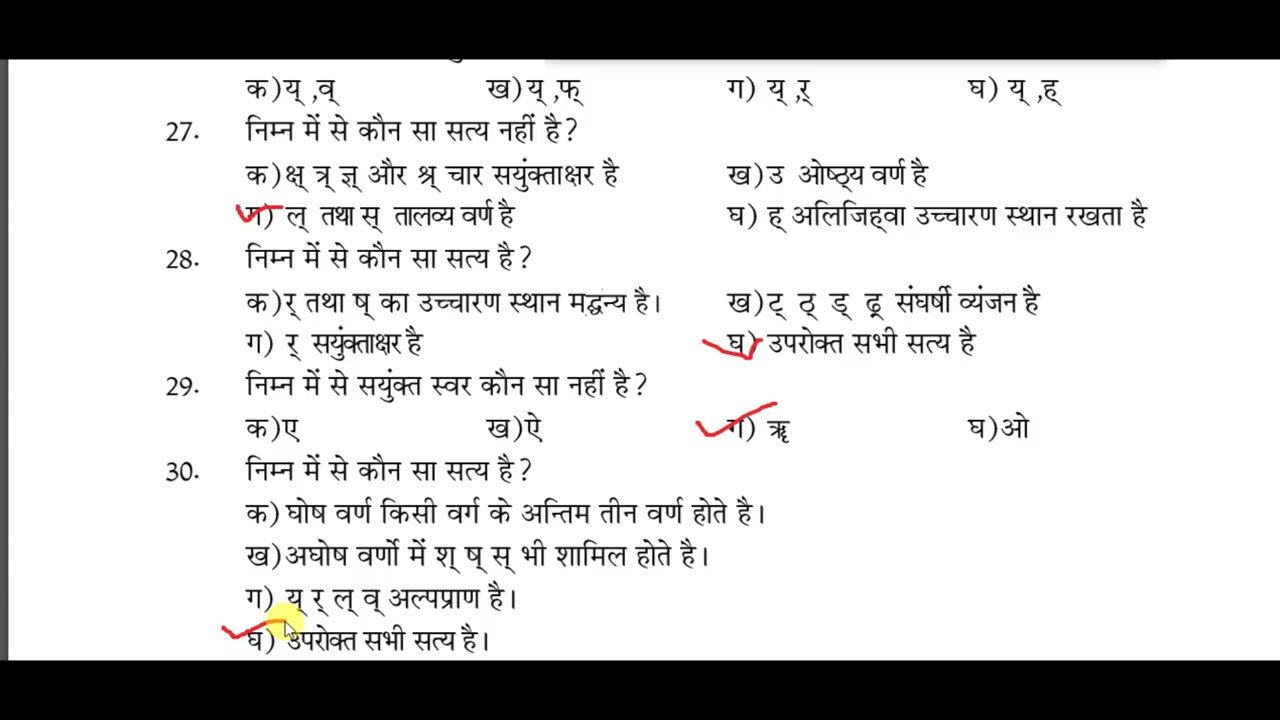 क) य् ,व् ख) य् ,फ् ग) य् ,र् घ) य् ,ह्
27. निम्न में से कौन सा सत्य नहीं है?
क) क्ष् त्र् ज्ञ् और श्र् चार सयुंक्ताक्षर है ख) उ ओष्ठ्य वर्ण है
ग) ल् तथा स् तालव्य वर्ण है घ) ह् अलिजिह्वा उच्चारण स्थान रखता है
28. निम्न में से कौन सा सत्य है?
क) र् तथा ष् का उच्चारण स्थान मद्धन्य है। ख) ट् ठ् ड् ढ् संघर्षी व्यंजन है
ग) र् सयुंक्ताक्षर है घ) उपरोक्त सभी सत्य है
29. निम्न में से सयुंक्त स्वर कौन सा नहीं है?
क) ए ख) ऐ ग) ॠ घ) ओ
30. निम्न में से कौन सा सत्य है?
क) घोष वर्ण किसी वर्ग के अन्तिम तीन वर्ण होते है।
ख) अघोष वर्णो में श् ष् स् भी शामिल होते है।
ग) य् र् ल् व् अल्पप्राण है।
घ) उपरोक्त सभी सत्य है।